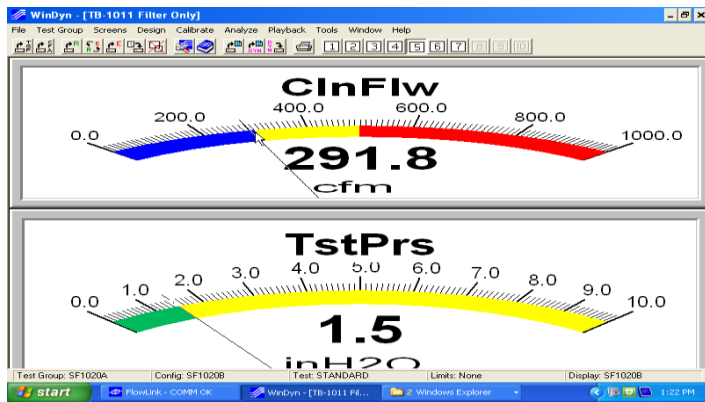 WinDyn - [TB-1011 Filter Only]
File Test Group Screens Design Calibrate Analyze Playback Tools Window Help
1 2 3 4 5 6 7 8 9 10
ClnFlw
0.0 200.0 400.0 600.0 800.0 1000.0
291.8
cfm
TstPrs
0.0 1.0 2.0 3.0 4.0 5.0 6.0 7.0 8.0 9.0 10.0
1.5
inH2O
Test Group: SF1020A Config: SF1020B Test: STANDARD Limits: None Display: SF1020B
start FlowLink - COMM OK WinDyn - [TB-1011 Fil... 2 Windows Explorer 1:22 PM